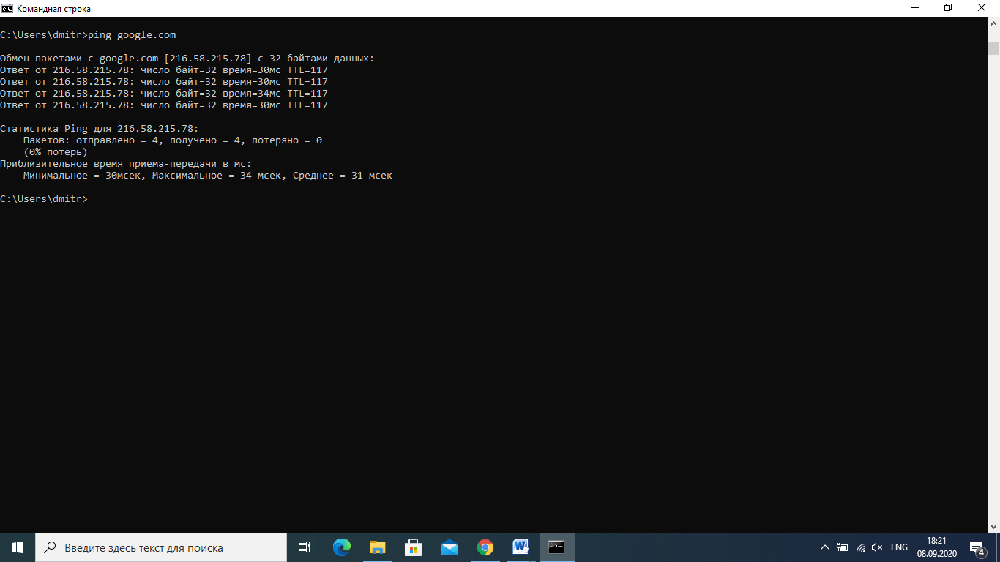 Командная строка
C:\Users\dmitr>ping google.com
Обмен пакетами с google.com [216.58.215.78] с 32 байтами данных:
Ответ от 216.58.215.78: число байт=32 время=30мс TTL=117
Ответ от 216.58.215.78: число байт=32 время=30мс TTL=117
Ответ от 216.58.215.78: число байт=32 время=34мс TTL=117
Ответ от 216.58.215.78: число байт=32 время=30мс TTL=117
Статистика Ping для 216.58.215.78:
Пакетов: отправлено = 4, получено = 4, потеряно = 0
(0% потерь)
Приблизительное время приема-передачи в мс:
Минимальное = 30мсек, Максимальное = 34 мсек, Среднее = 31 мсек
C:\Users\dmitr>
Введите здесь текст для поиска
ENG
18:21
08.09.2020
4